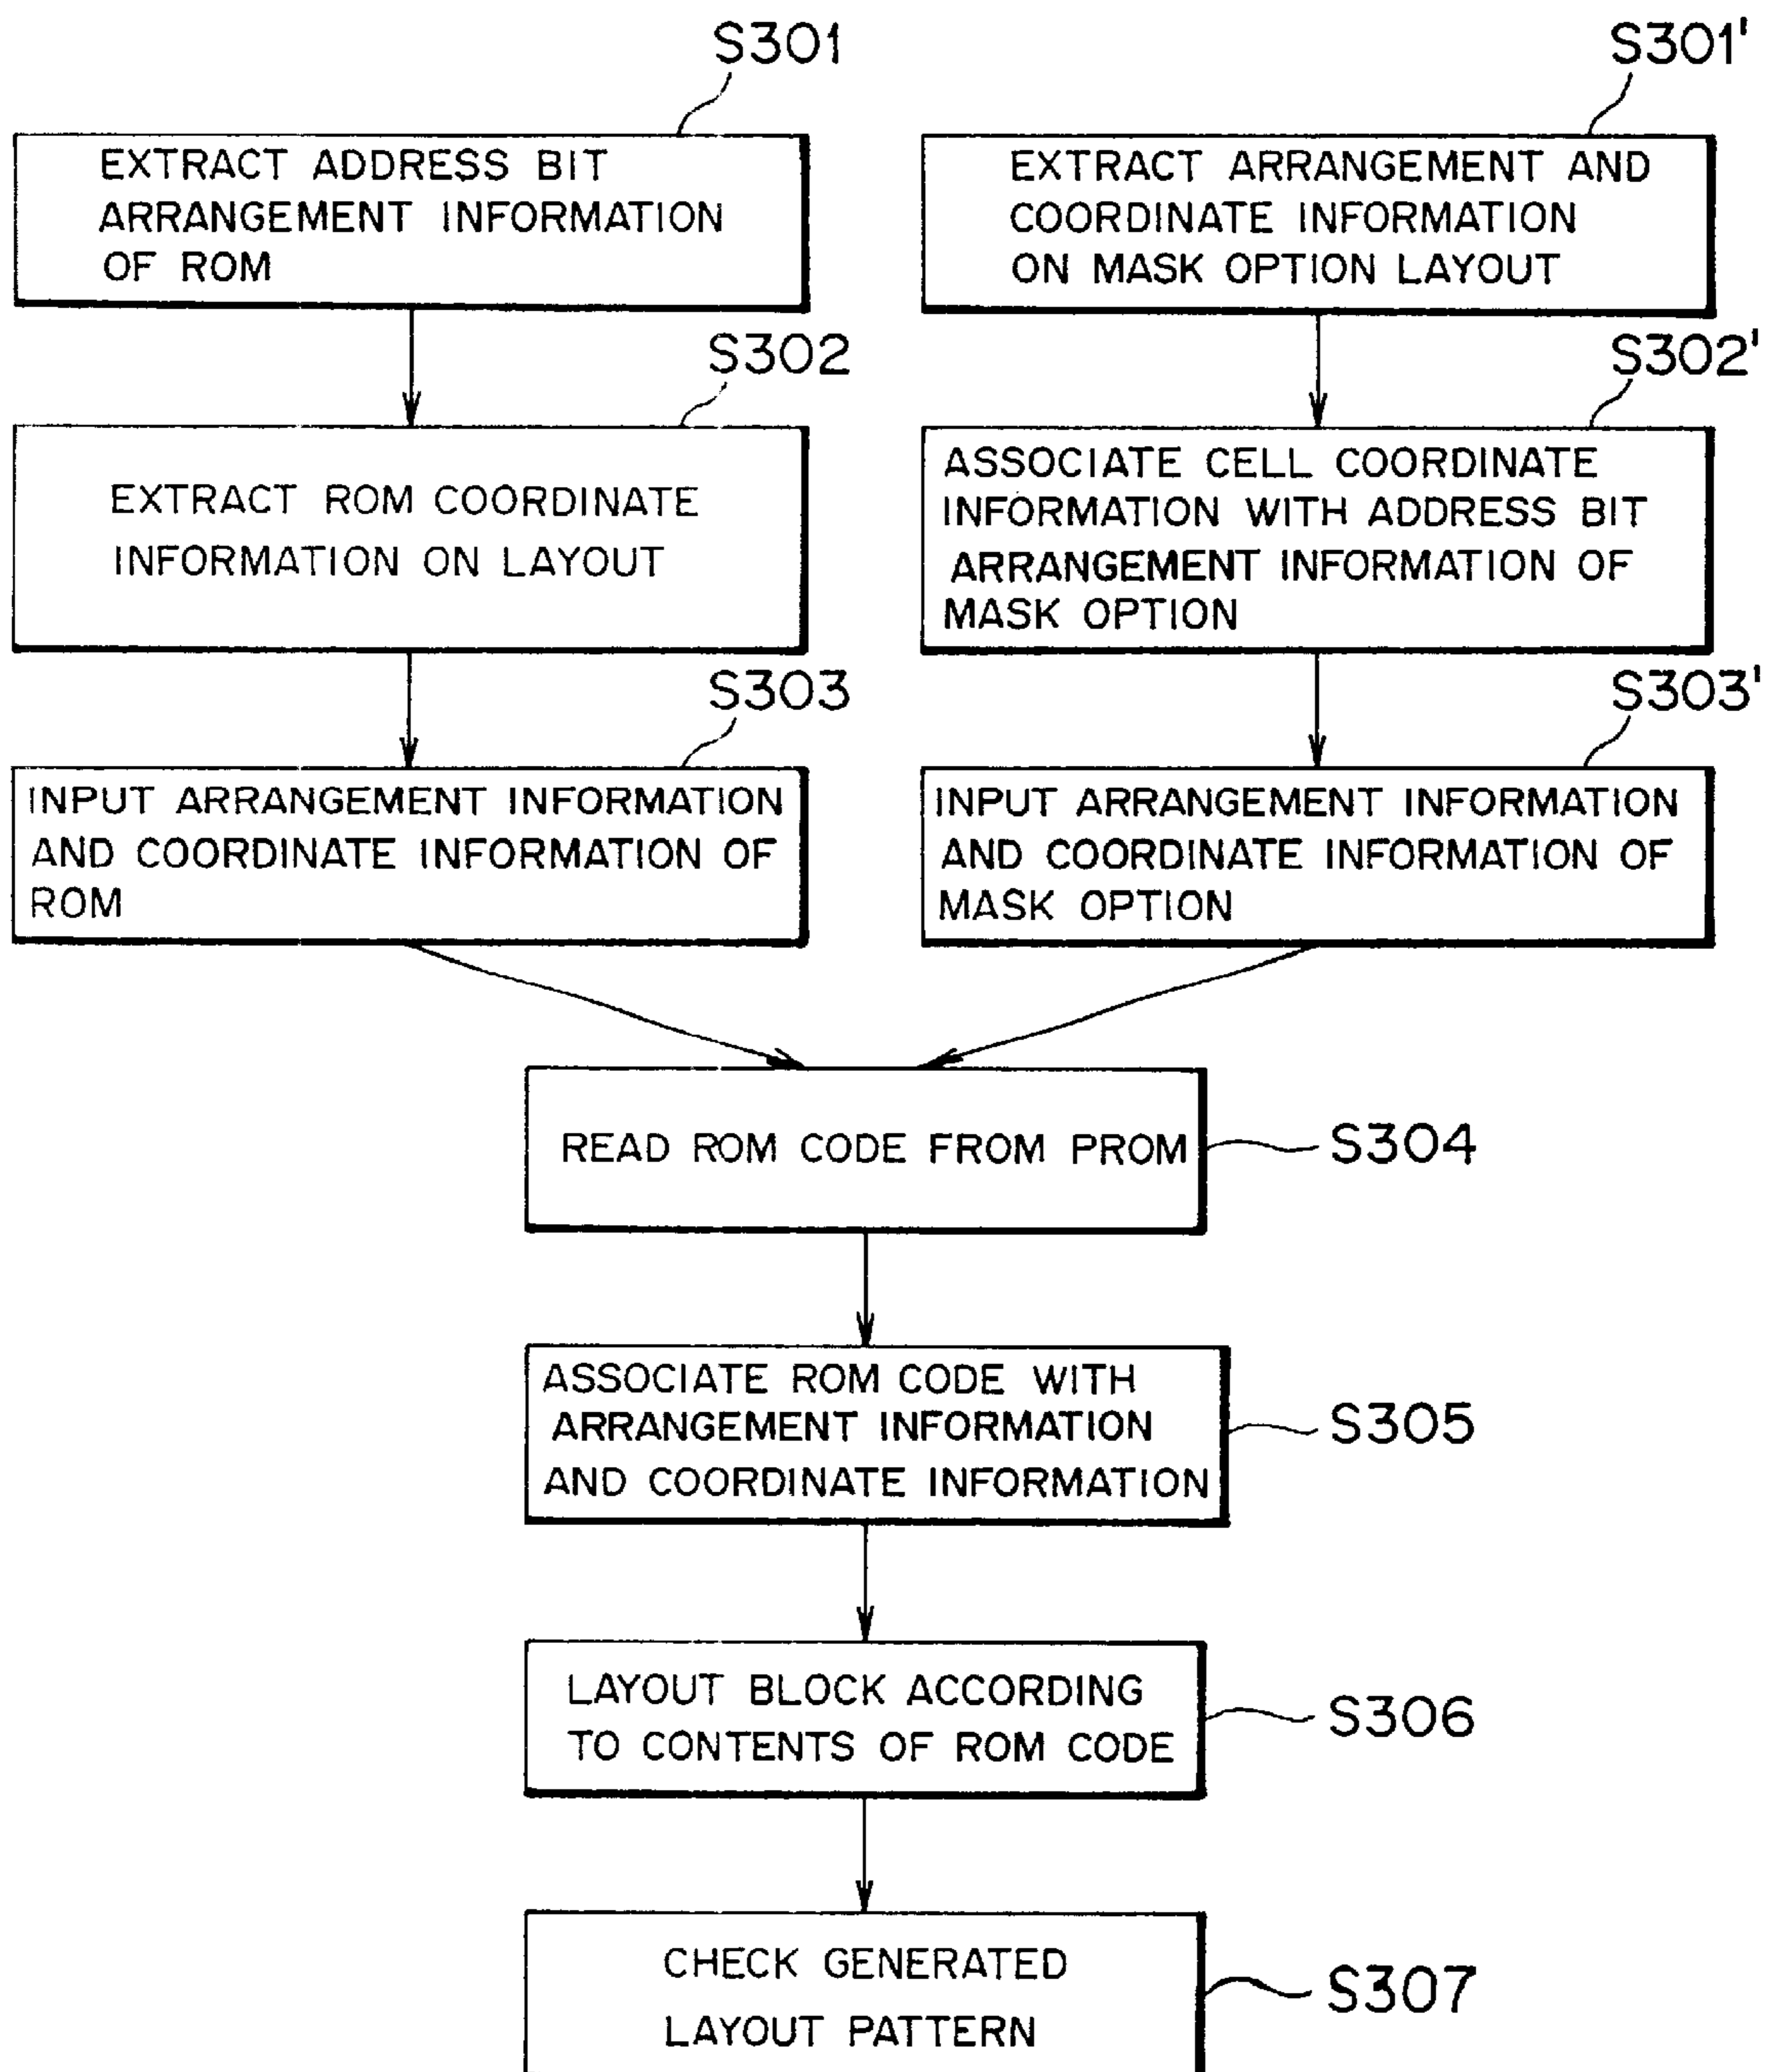 S301
EXTRACT ADDRESS BIT
ARRANGEMENT INFORMATION
OF ROM
S301'
EXTRACT ARRANGEMENT AND
COORDINATE INFORMATION
ON MASK OPTION LAYOUT
S302
EXTRACT ROM COORDINATE
INFORMATION ON LAYOUT
S302'
ASSOCIATE CELL COORDINATE
INFORMATION WITH ADDRESS BIT
ARRANGEMENT INFORMATION OF
MASK OPTION
S303
INPUT ARRANGEMENT INFORMATION
AND COORDINATE INFORMATION OF
ROM
S303'
INPUT ARRANGEMENT INFORMATION
AND COORDINATE INFORMATION OF
MASK OPTION
READ ROM CODE FROM PROM
S304
ASSOCIATE ROM CODE WITH
ARRANGEMENT INFORMATION
AND COORDINATE INFORMATION
S305
LAYOUT BLOCK ACCORDING
TO CONTENTS OF ROM CODE
S306
CHECK GENERATED
LAYOUT PATTERN
S307